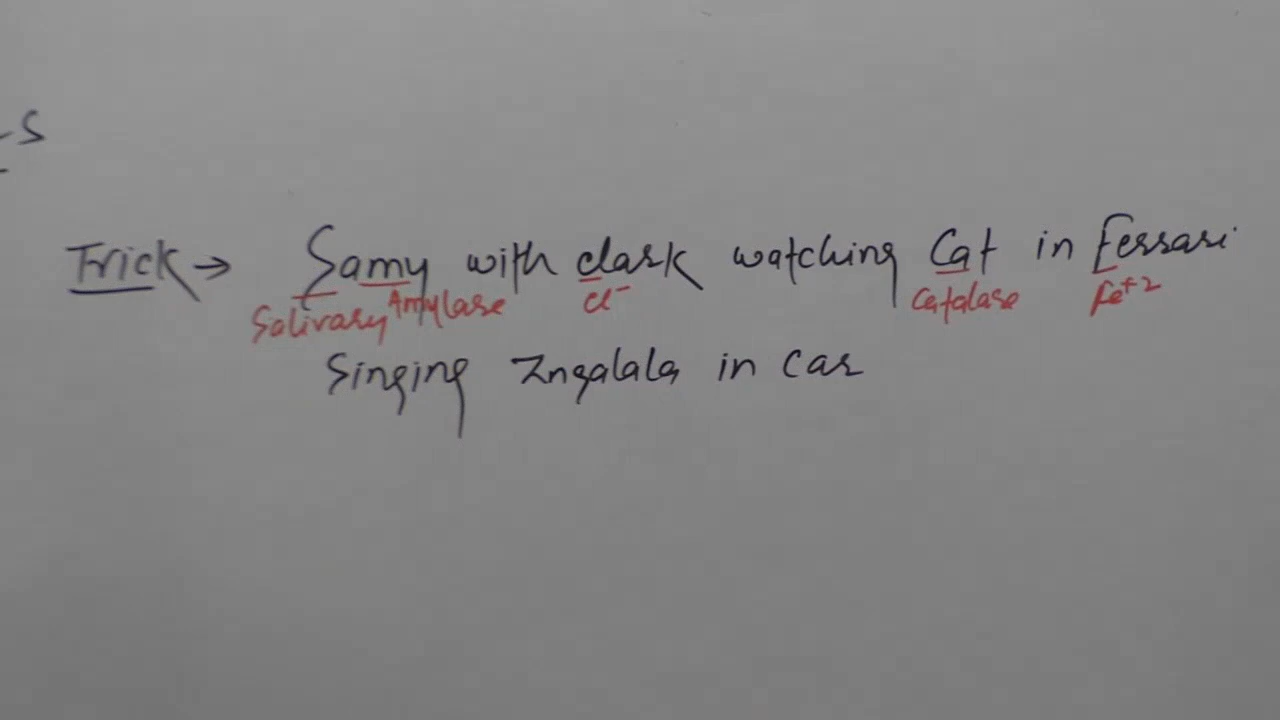 -S
Trick → Samy with clark watching Cat in Ferrari
Salivary Amylase Cl⁻ Catalase Fe⁺²
Singing Zngalala in car